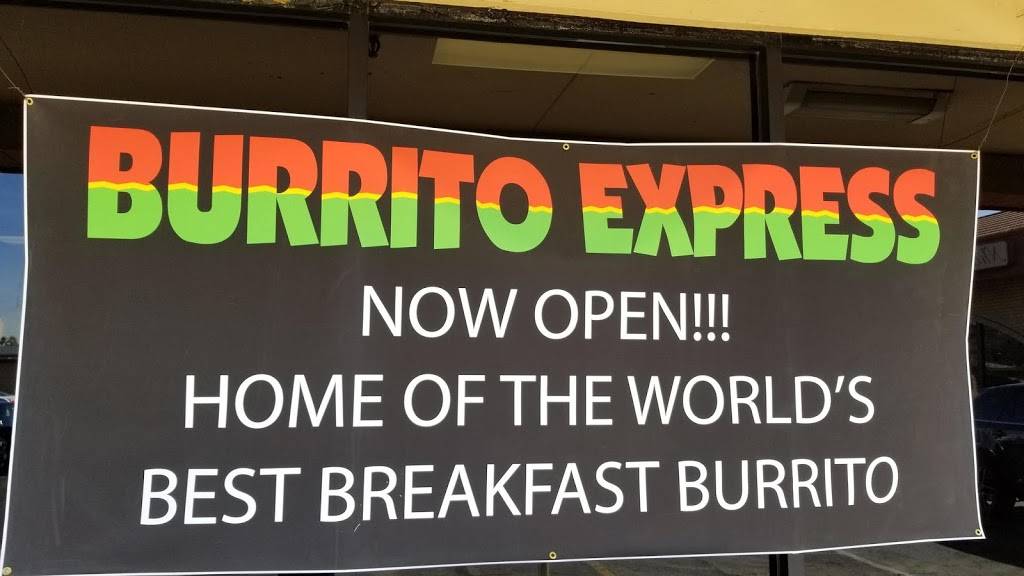 BURRITO EXPRESS
NOW OPEN!!!
HOME OF THE WORLD'S
BEST BREAKFAST BURRITO